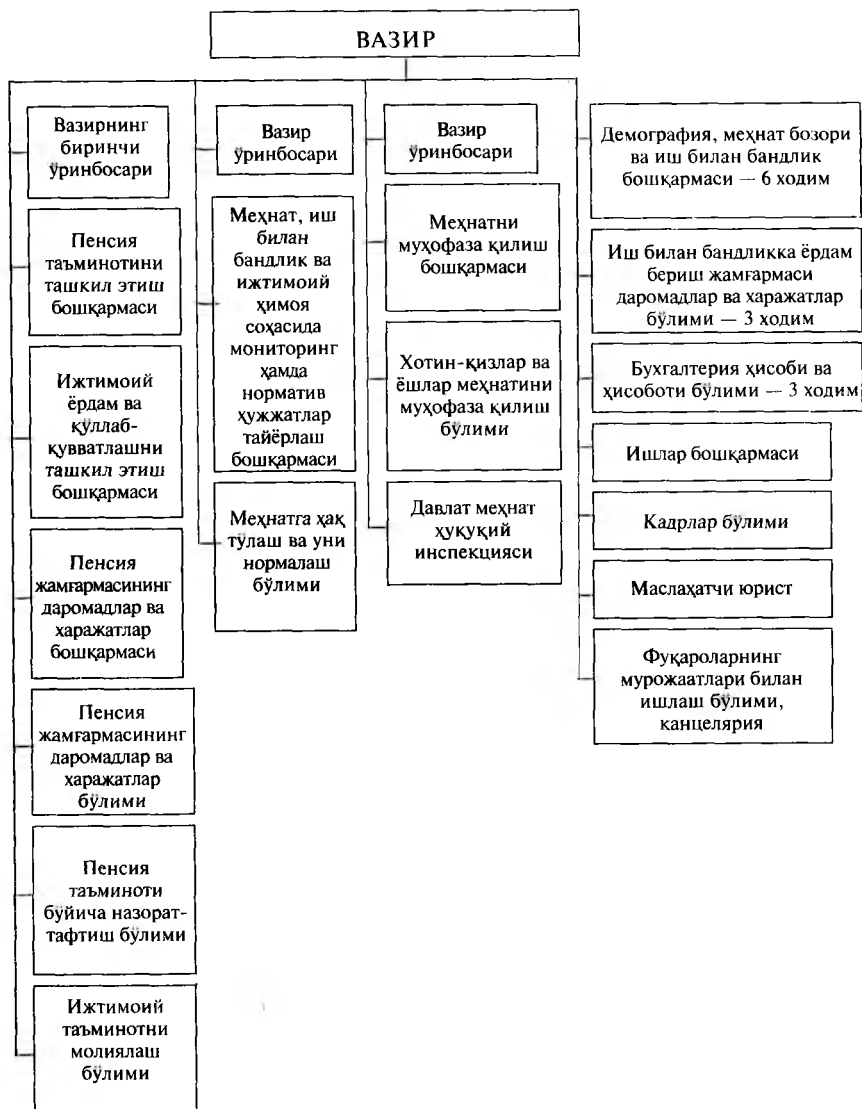 ВАЗИР
Вазирнинг
биринчи
ўринбосари
Пенсия
таъминотини
ташкил этиш
бошқармаси
Ижтимоий
ёрдам ва
қўллаб-
қувватлашни
ташкил этиш
бошқармаси
Пенсия
жамғармасининг
даромадлар ва
харажатлар
бошқармаси
Пенсия
жамғармасининг
даромадлар ва
харажатлар
бўлими
Пенсия
таъминоти
бўйича назорат-
тафтиш бўлими
Ижтимоий
таъминотни
молиялаш
бўлими
Вазир
ўринбосари
Меҳнат, иш
билан
бандлик ва
ижтимоий
ҳимоя
соҳасида
мониторинг
ҳамда
норматив
ҳужжатлар
тайёрлаш
бошқармаси
Меҳнатга ҳақ
тўлаш ва уни
нормалаш
бўлими
Вазир
ўринбосари
Меҳнатни
муҳофаза қилиш
бошқармаси
Хотин-қизлар ва
ёшлар меҳнатини
муҳофаза қилиш
бўлими
Давлат меҳнат
ҳуқуқий
инспекцияси
Демография, меҳнат бозори
ва иш билан бандлик
бошқармаси — 6 ходим
Иш билан бандликка ёрдам
бериш жамғармаси
даромадлар ва харажатлар
бўлими — 3 ходим
Бухгалтерия ҳисоби ва
ҳисоботи бўлими — 3 ходим
Ишлар бошқармаси
Кадрлар бўлими
Маслаҳатчи юрист
Фуқароларнинг
мурожаатлари билан
ишлаш бўлими,
канцелярия